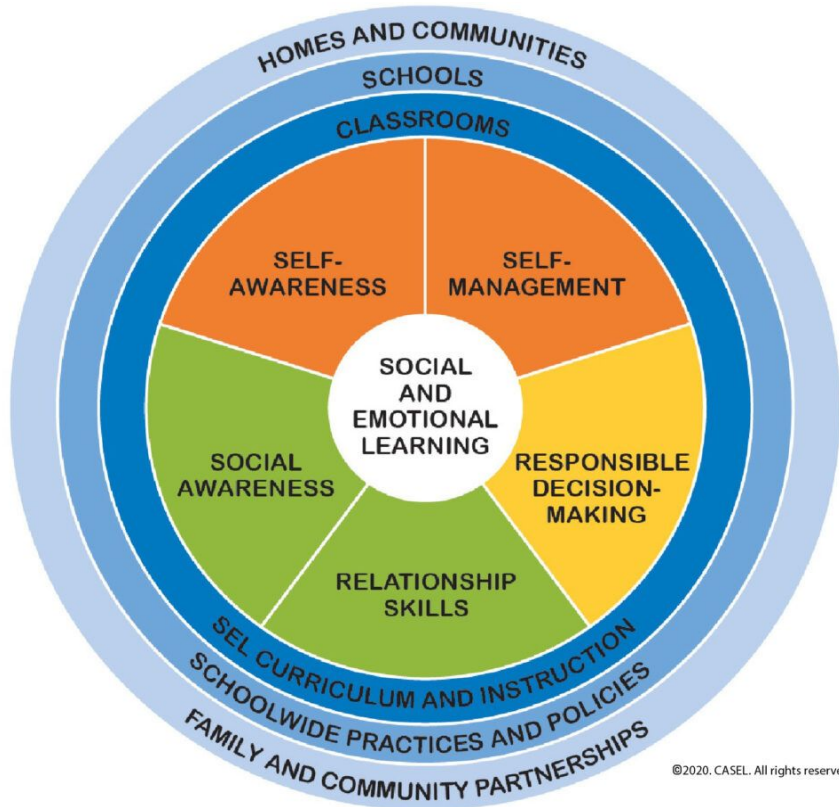 HOMES AND COMMUNITIES
SCHOOLS
CLASSROOMS
SELF-
AWARENESS
SELF-
MANAGEMENT
SOCIAL
AND
EMOTIONAL
LEARNING
SOCIAL
AWARENESS
RESPONSIBLE
DECISION-
MAKING
RELATIONSHIP
SKILLS
SEL CURRICULUM AND INSTRUCTION
SCHOOLWIDE PRACTICES AND POLICIES
FAMILY AND COMMUNITY PARTNERSHIPS
©2020. CASEL. All rights reserve